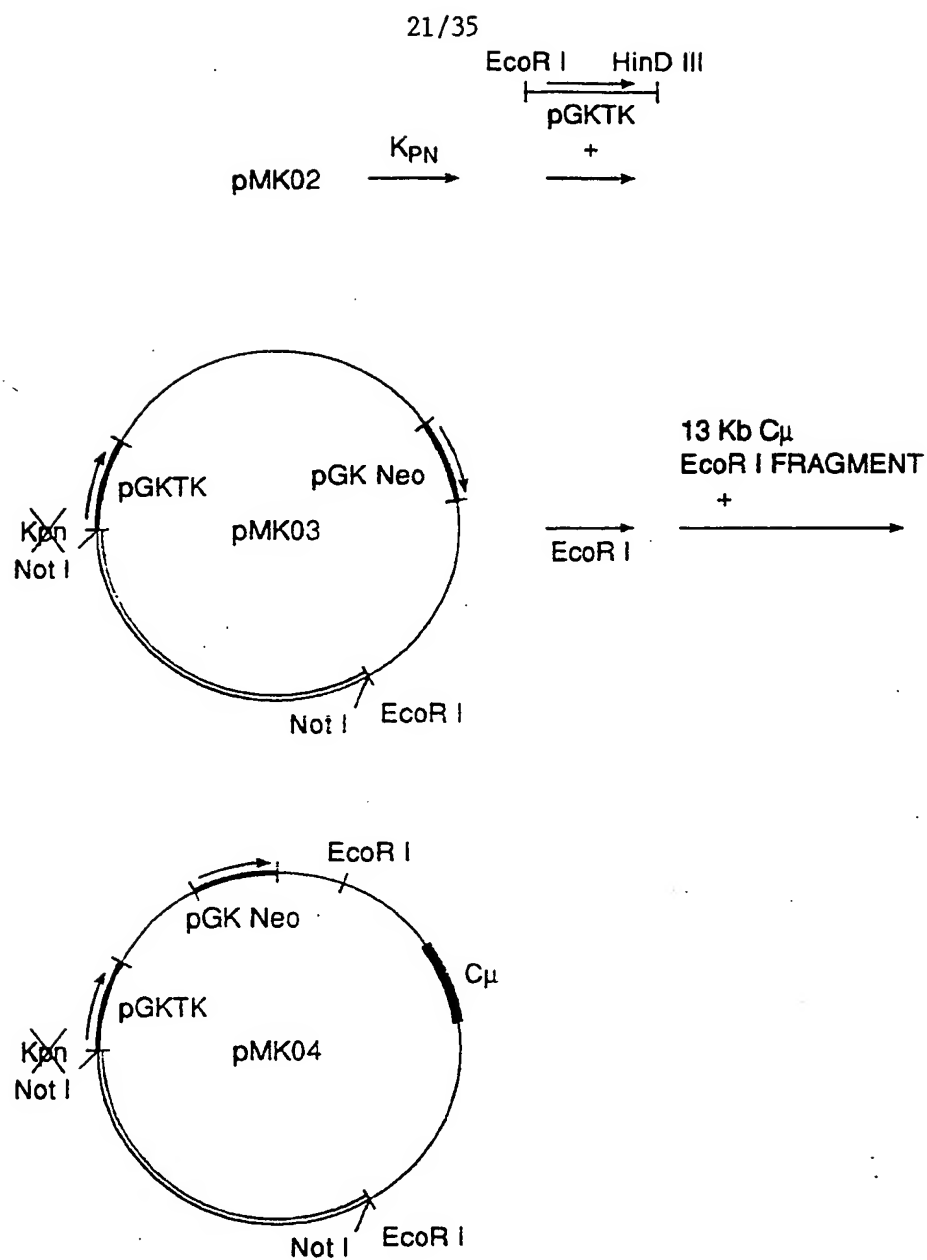 21/35
EcoR I HinD III
pGKTK
+
KPN
pMK02
pGKTK
pGK Neo
pMK03
Kpn
Not I
Not I EcoR I
EcoR I
13 Kb Cμ
EcoR I FRAGMENT
+
EcoR I
pGK Neo
Cμ
pGKTK
pMK04
Kpn
Not I
Not I EcoR I